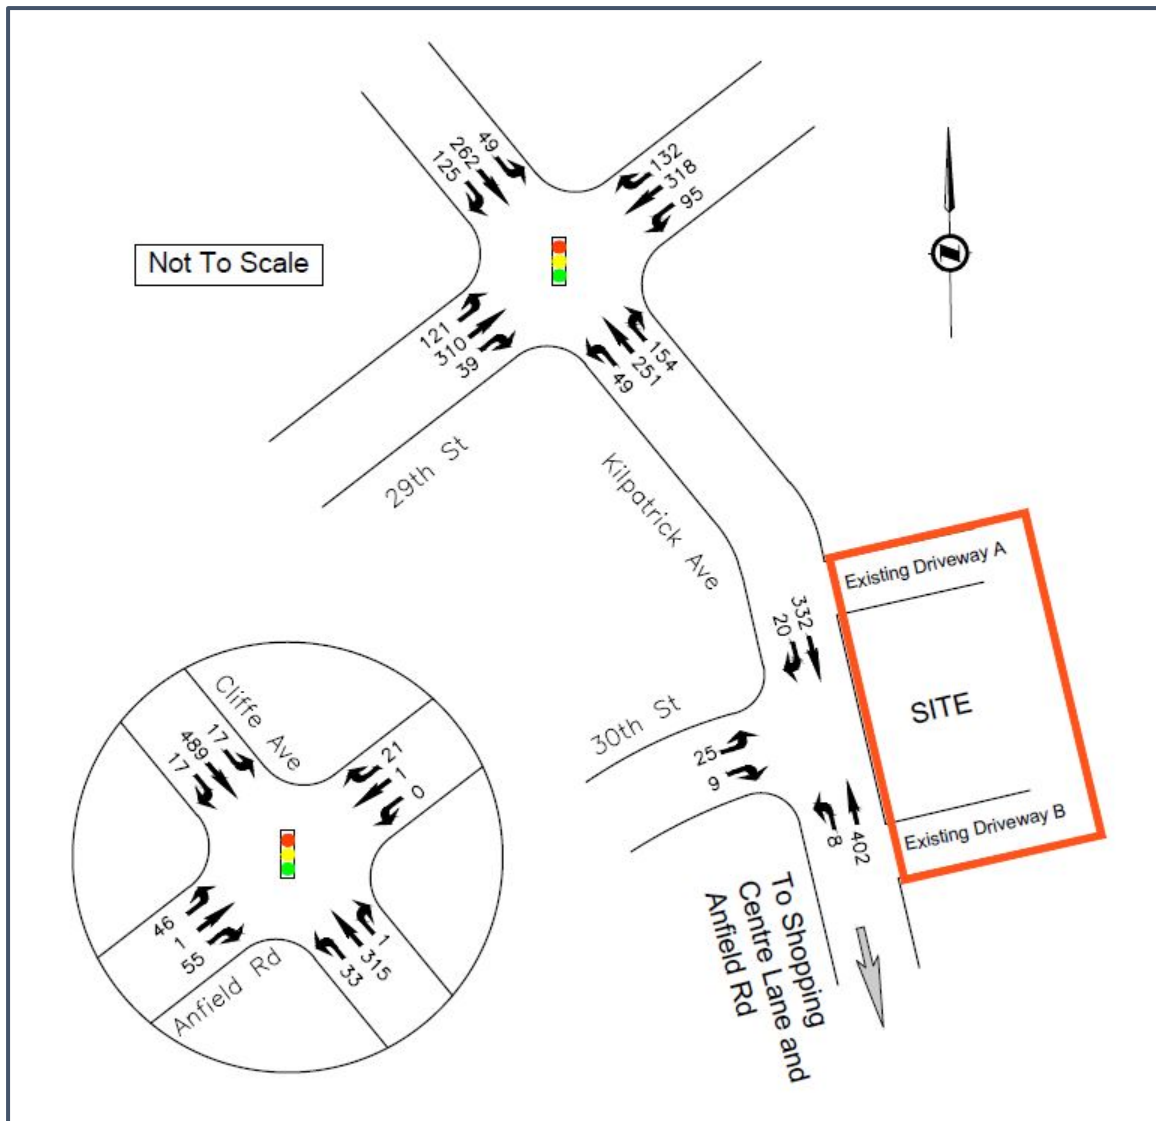 49
262
125
132
318
95
Not To Scale
121
310
39
154
251
49
29th St
Kilpatrick Ave
Existing Driveway A
332
20
SITE
30th St
25
9
Existing Driveway B
8
402
To Shopping
Centre Lane and
Anfield Rd
Cliffe Ave
17
489
17
21
1
0
46
1
55
1
315
33
Anfield Rd